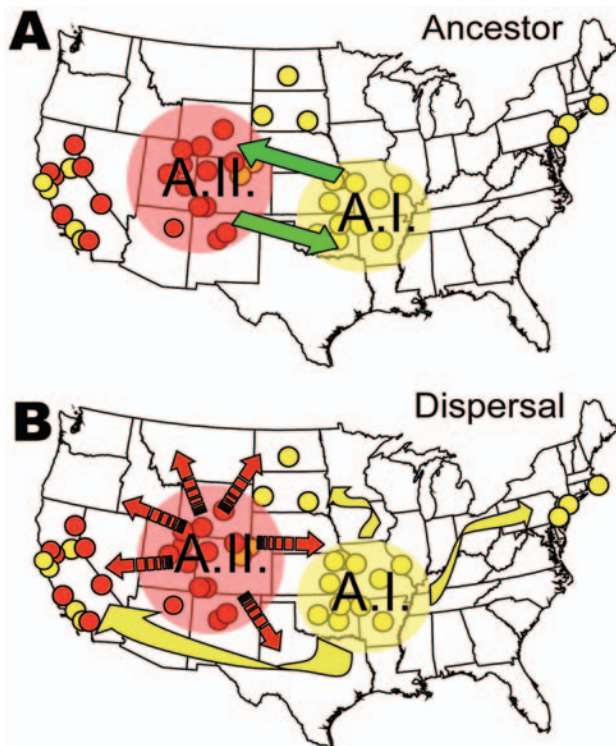 A
Ancestor
A.II.
A.I.
B
Dispersal
A.II.
A.I.